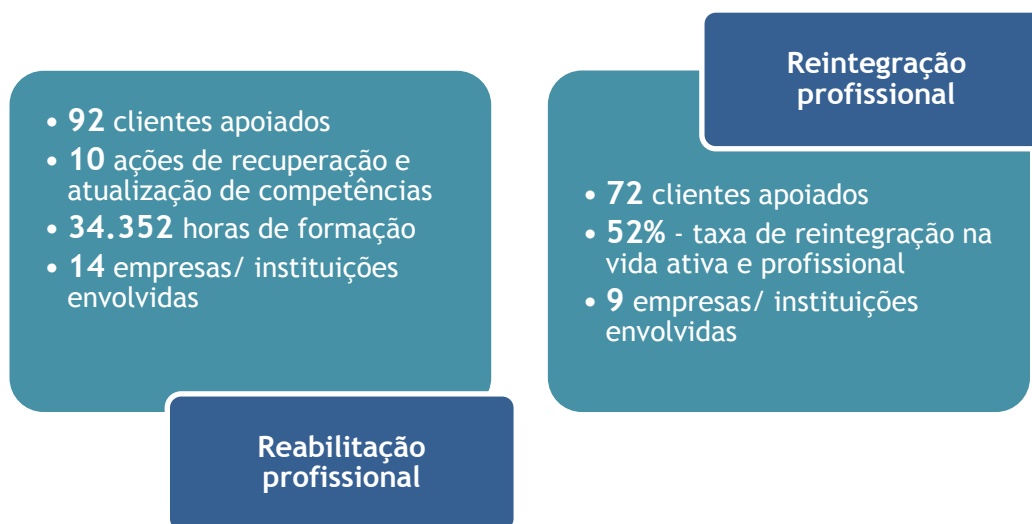 • 92 clientes apoiados
• 10 ações de recuperação e
atualização de competências
• 34.352 horas de formação
• 14 empresas/ instituições
envolvidas
Reabilitação
profissional
Reintegração
profissional
• 72 clientes apoiados
• 52% - taxa de reintegração na
vida ativa e profissional
• 9 empresas/ instituições
envolvidas